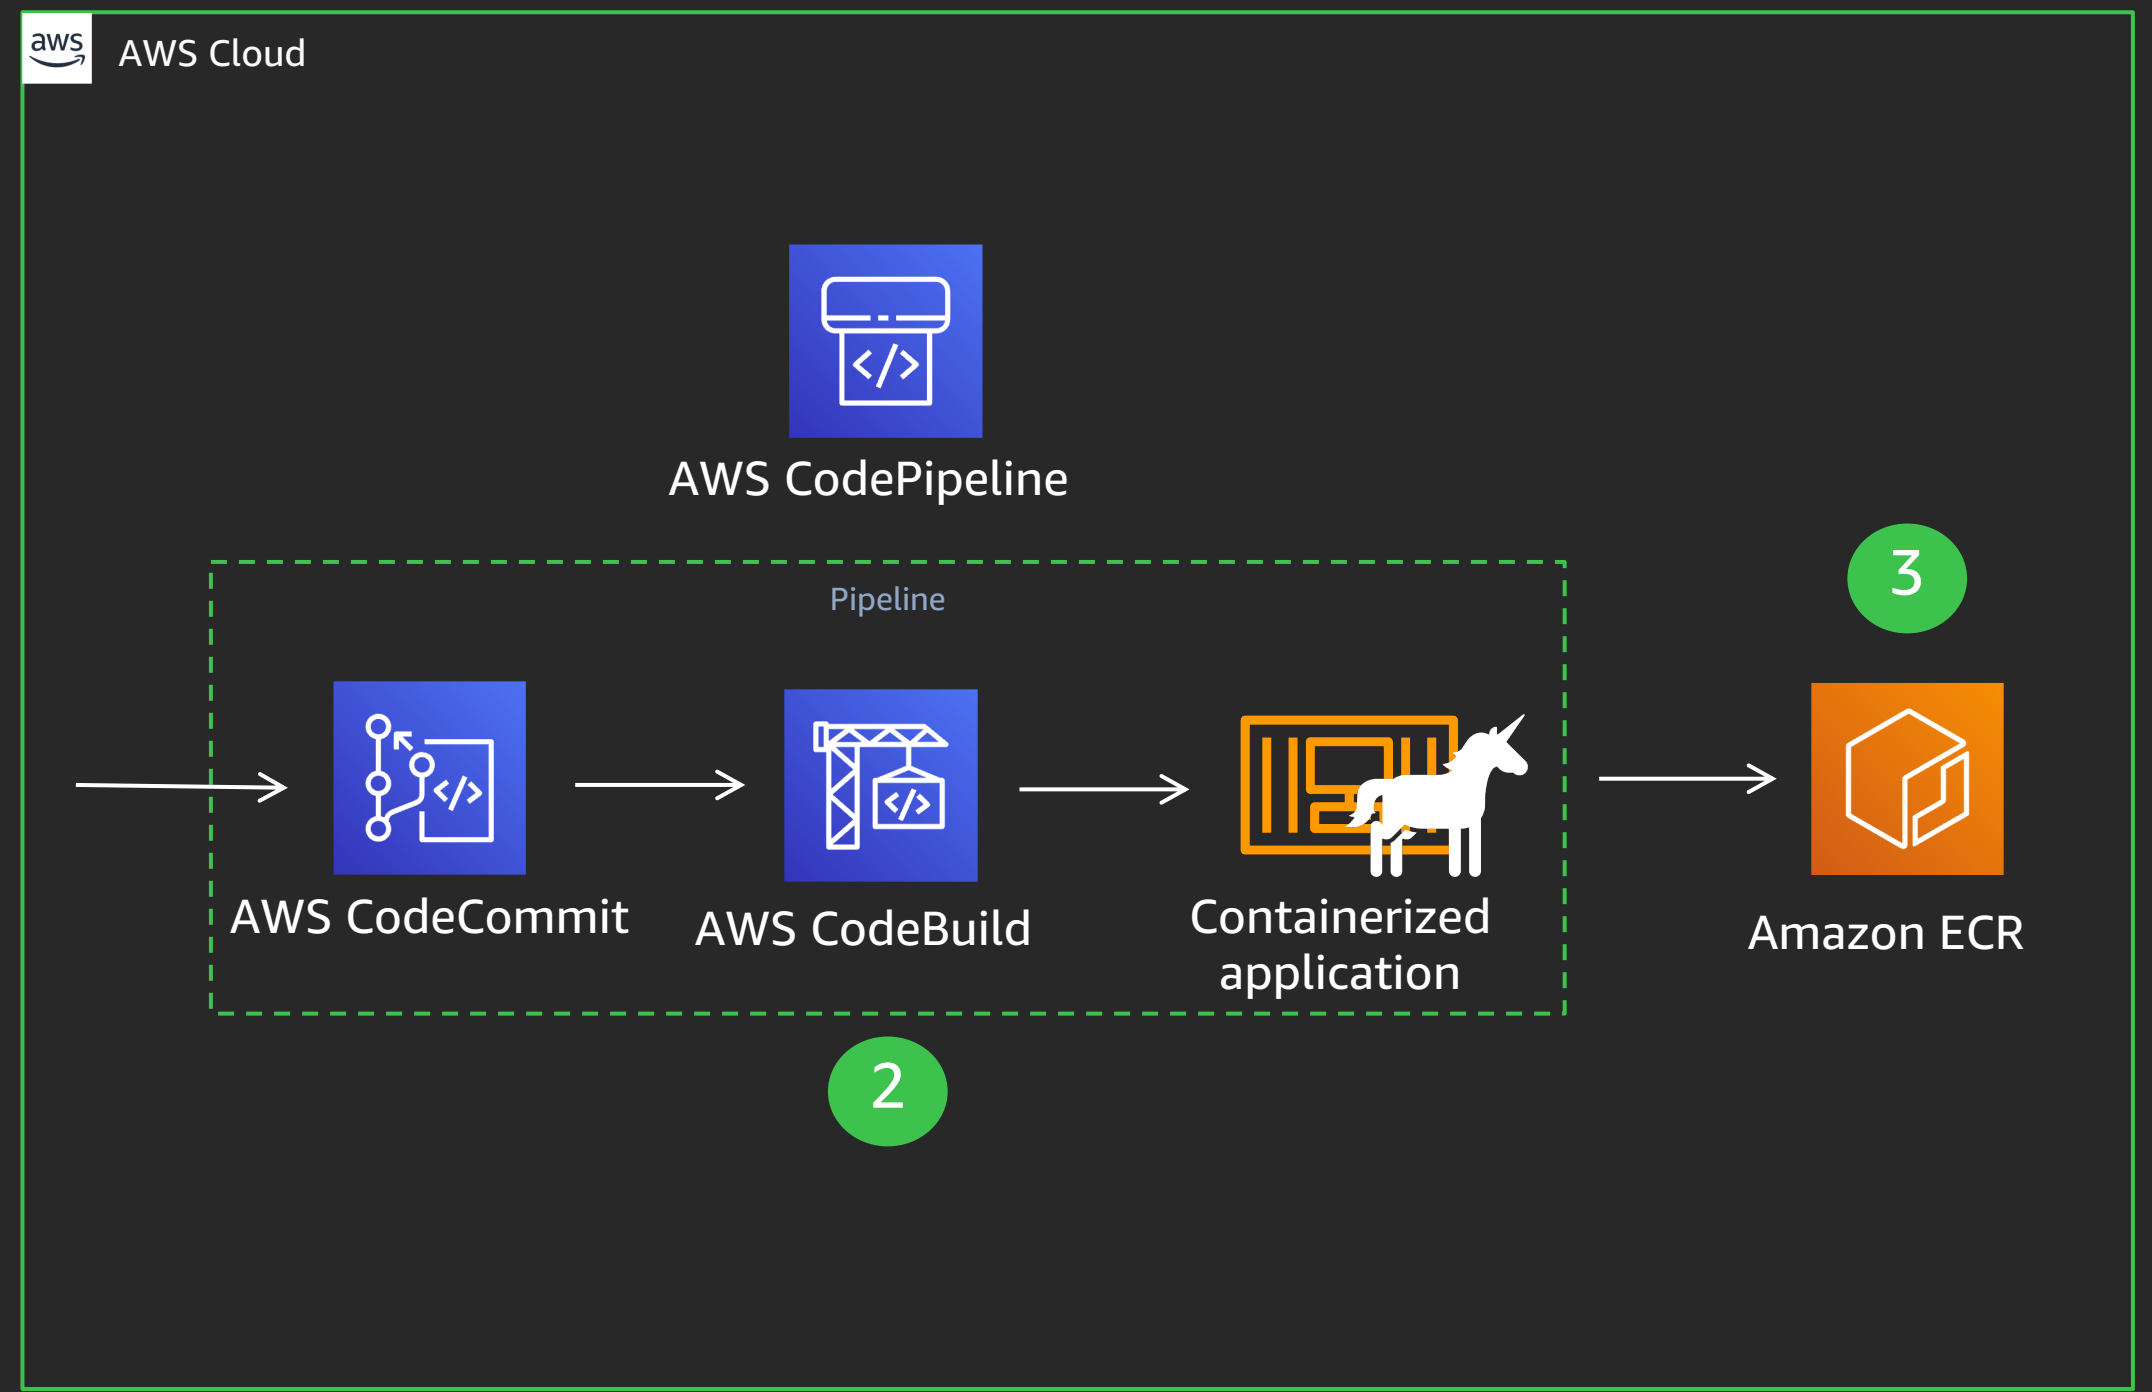 aws
AWS Cloud
</>
AWS CodePipeline
3
Pipeline
</>
</>
AWS CodeCommit
AWS CodeBuild
Containerized
application
Amazon ECR
2